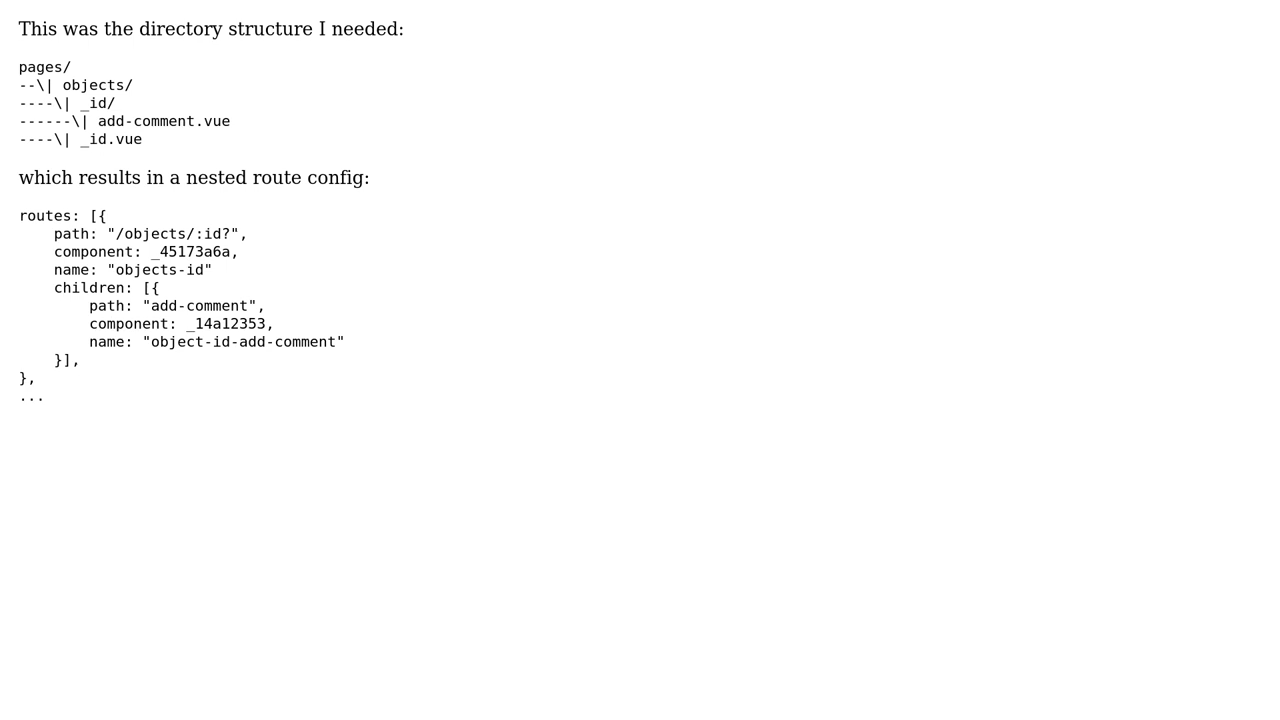 This was the directory structure I needed:
pages/
--\| objects/
----\| _id/
------\| add-comment.vue
----\| _id.vue
which results in a nested route config:
routes: [{
    path: "/objects/:id?",
    component: _45173a6a,
    name: "objects-id"
    children: [{
        path: "add-comment",
        component: _14a12353,
        name: "object-id-add-comment"
    }],
},
...